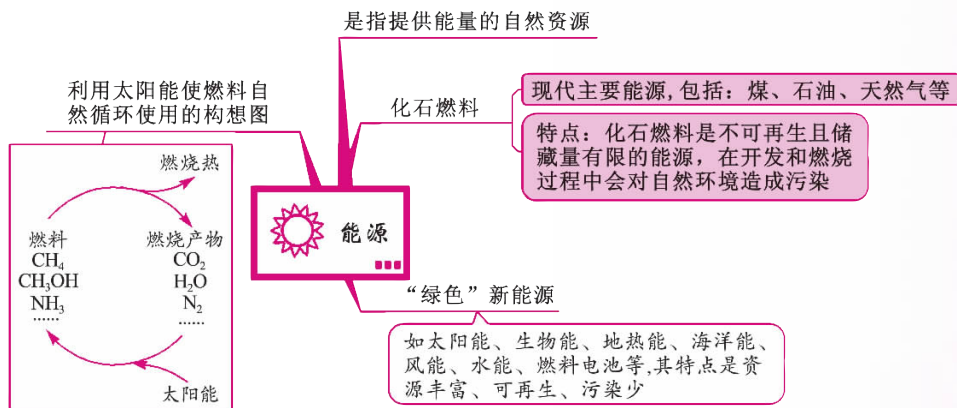 是指提供能量的自然资源
利用太阳能使燃料自
然循环使用的构想图
化石燃料
现代主要能源,包括：煤、石油、天然气等
特点：化石燃料是不可再生且储
藏量有限的能源，在开发和燃烧
过程中会对自然环境造成污染
燃烧热
燃料
CH₄
CH₃OH
NH₃
......
燃烧产物
CO₂
H₂O
N₂
......
太阳能
能源
“绿色”新能源
如太阳能、生物能、地热能、海洋能、
风能、水能、燃料电池等,其特点是资
源丰富、可再生、污染少